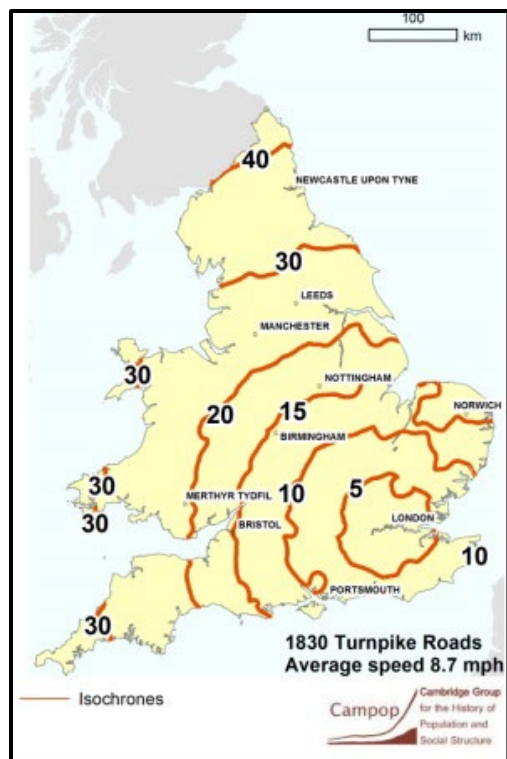 100
km
40
NEWCASTLE UPON TYNE
30
LEEDS
MANCHESTER
30
NOTTINGHAM
20
15
NORWICH
BIRMINGHAM
30
MERTHYR TYDFIL
10
5
30
BRISTOL
LONDON
10
PORTSMOUTH
30
1830 Turnpike Roads
Average speed 8.7 mph
Isochrones
Campop
Cambridge Group
for the History of
Population and
Social Structure